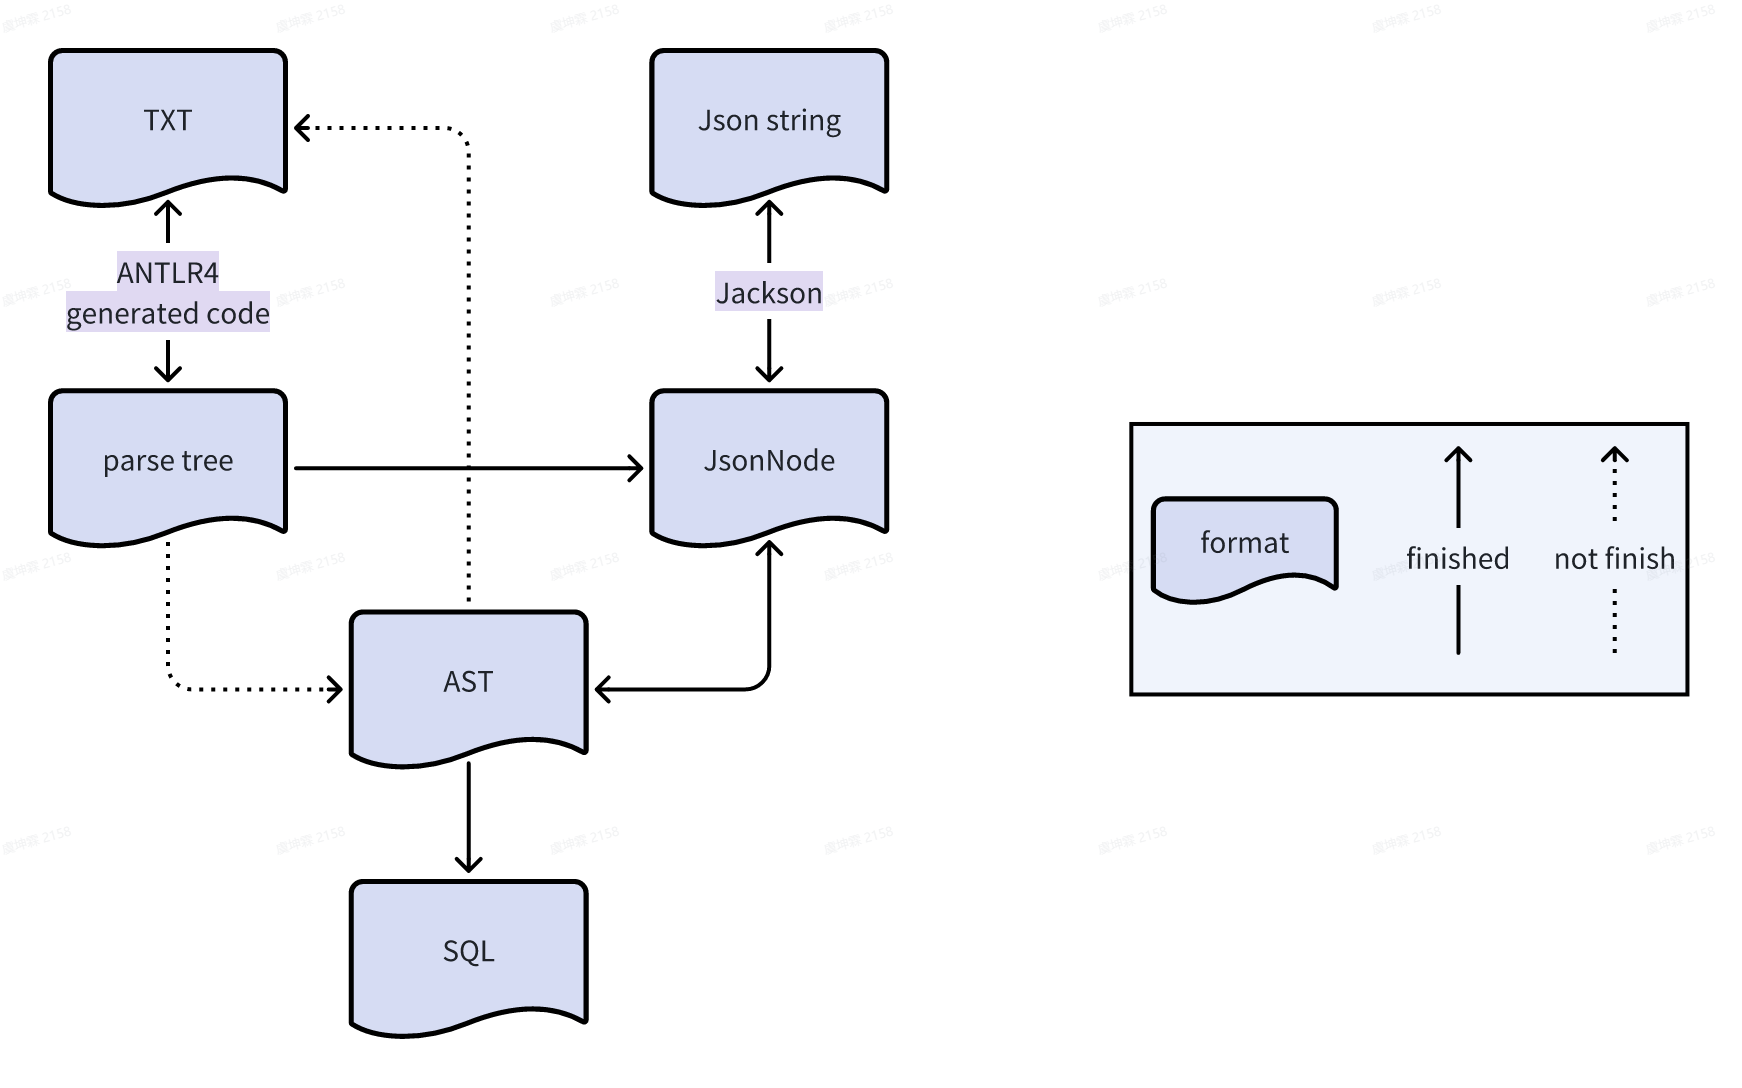 TXT
Json string
ANTLR4
generated code
Jackson
parse tree
JsonNode
format
finished
not finish
AST
SQL